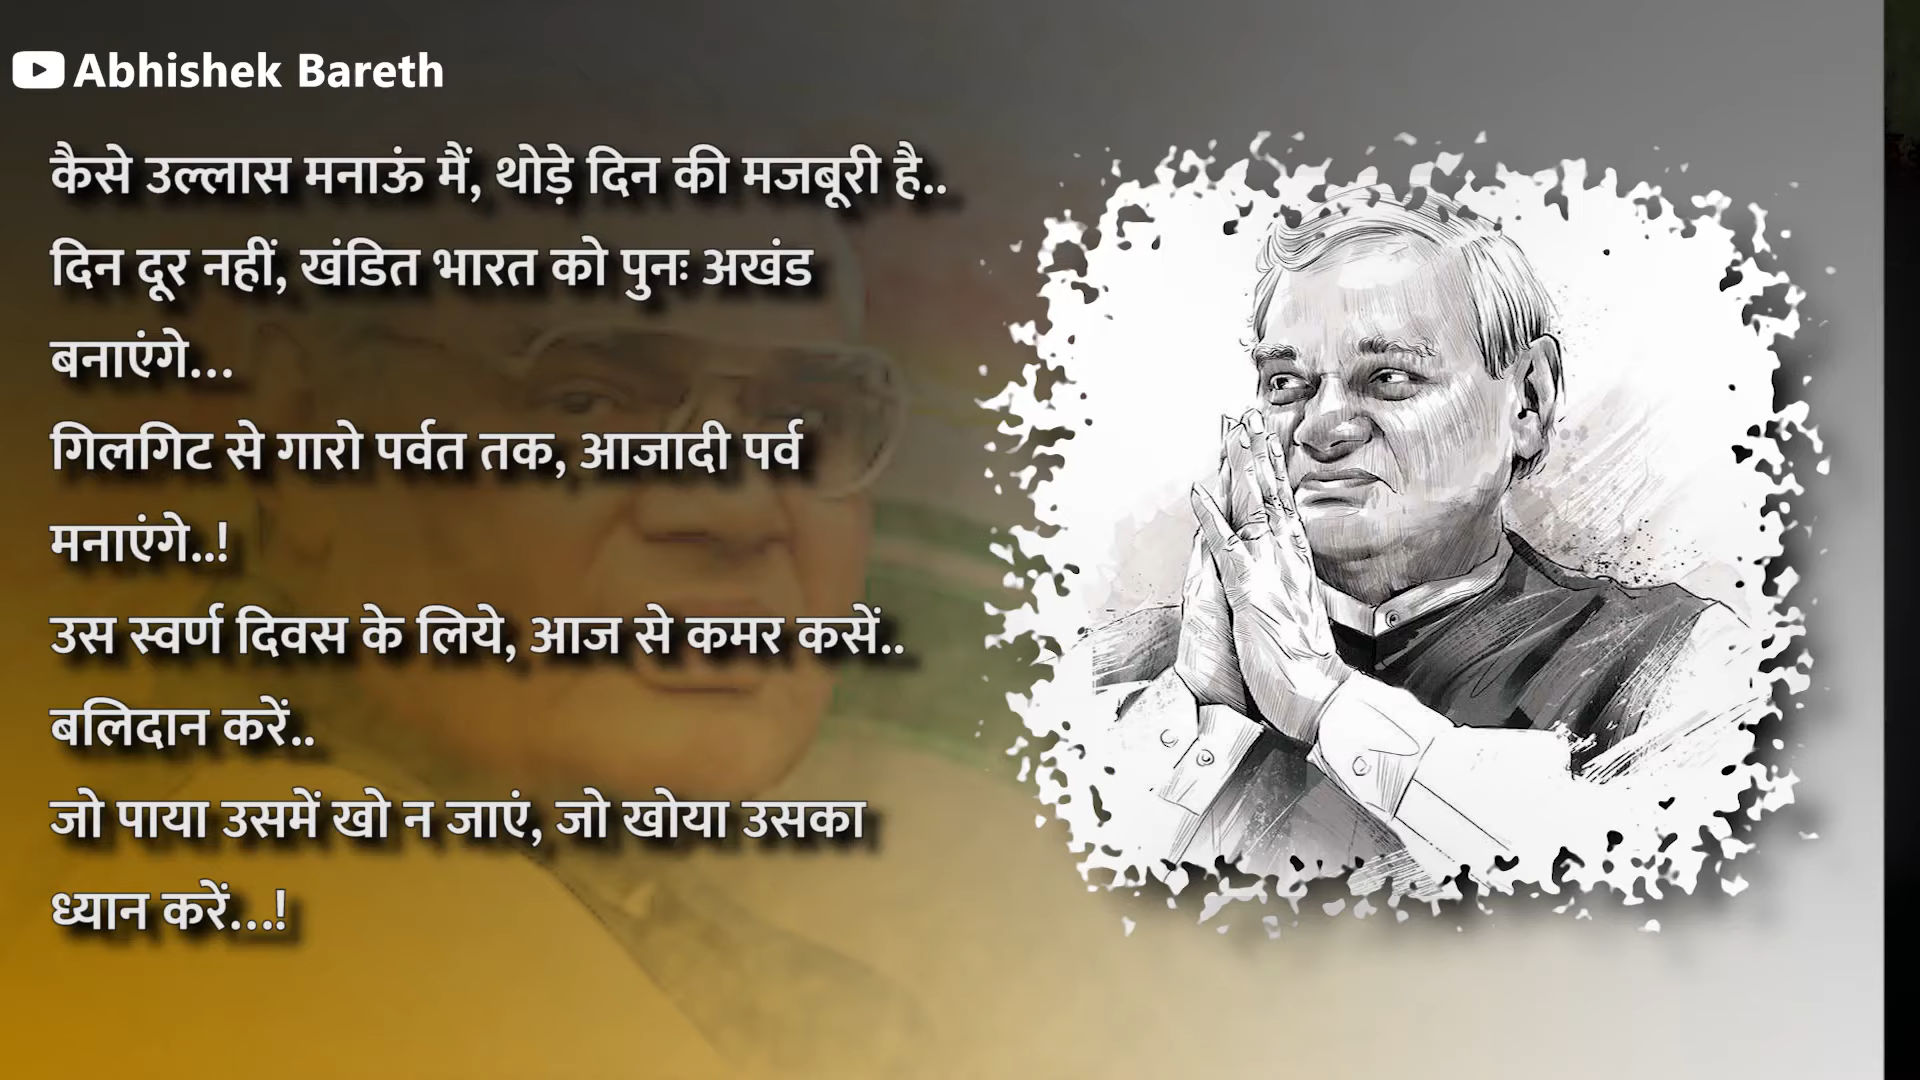 Abhishek Bareth
कैसे उल्लास मनाऊं मैं, थोड़े दिन की मजबूरी है..
दिन दूर नहीं, खंडित भारत को पुनः अखंड
बनाएंगे...
गिलगिट से गारो पर्वत तक, आजादी पर्व
मनाएंगे..!
उस स्वर्ण दिवस के लिये, आज से कमर कसें..
बलिदान करें..
जो पाया उसमें खो न जाएं, जो खोया उसका
ध्यान करें...!